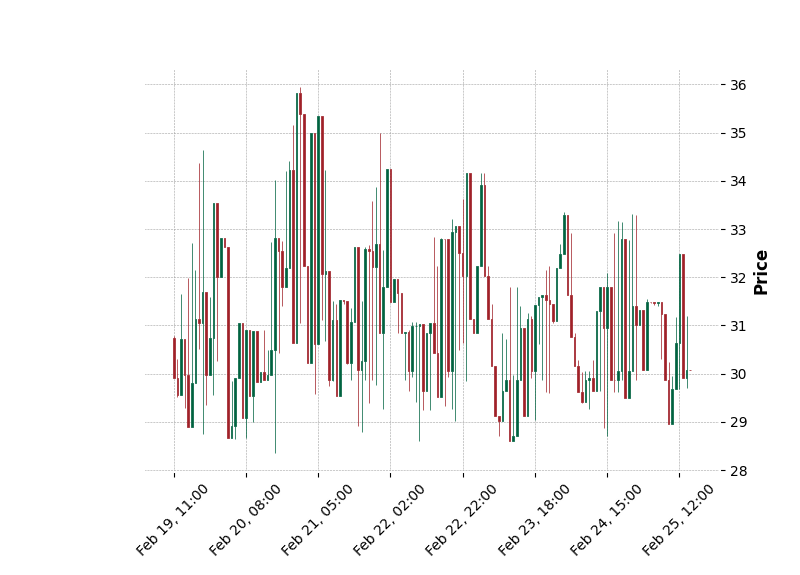 36
35
34
33
32
31
30
29
28
Price
Feb 19, 11:00
Feb 20, 08:00
Feb 21, 05:00
Feb 22, 02:00
Feb 22, 22:00
Feb 23, 18:00
Feb 24, 15:00
Feb 25, 12:00